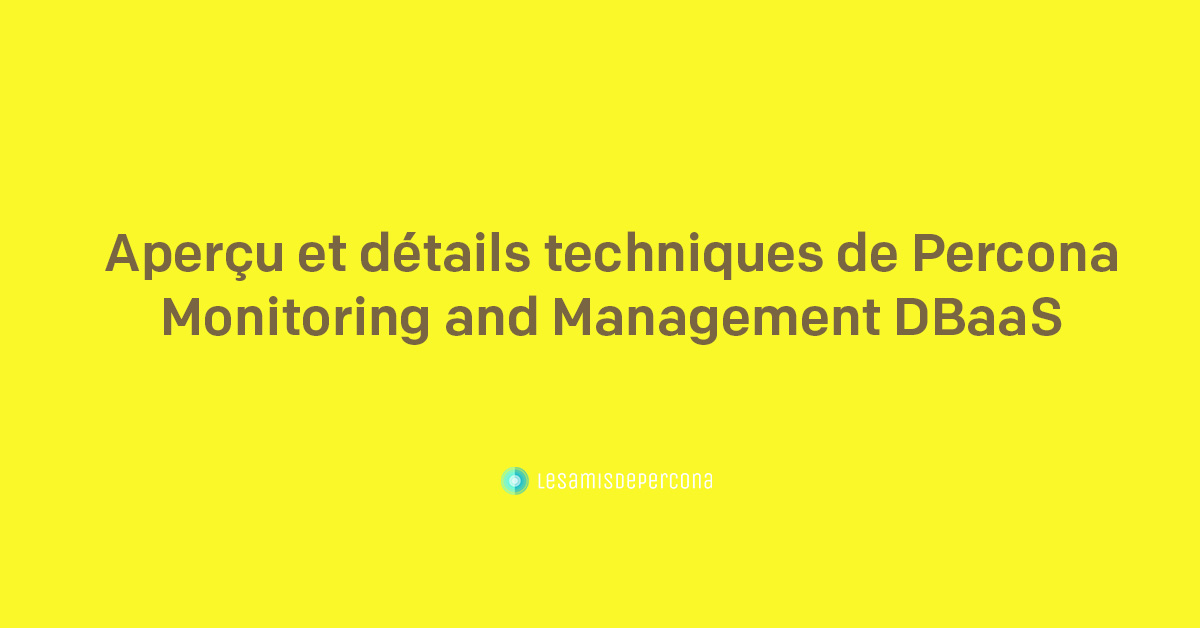 Aperçu et détails techniques de Percona
Monitoring and Management DBaaS
Lesamisdepercona